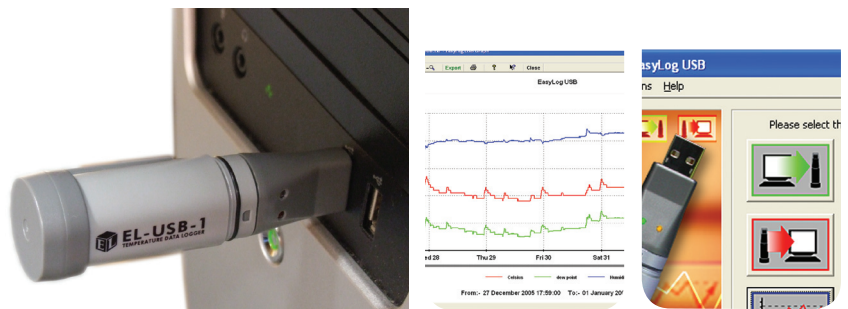 EL-USB-1
TEMPERATURE DATA LOGGER
Export
?
Close
EasyLog USB
Thu 29
Fri 30
Sat 31
Celsius
dew point
From:- 27 December 2005 17:59:00 To:- 01 January
asyLog USB
ns Help
Please select th